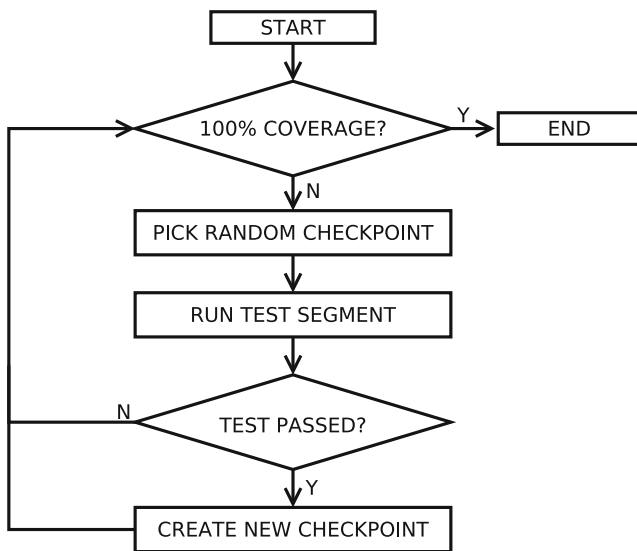 START
100% COVERAGE?
Y
END
N
PICK RANDOM CHECKPOINT
RUN TEST SEGMENT
N
TEST PASSED?
Y
CREATE NEW CHECKPOINT